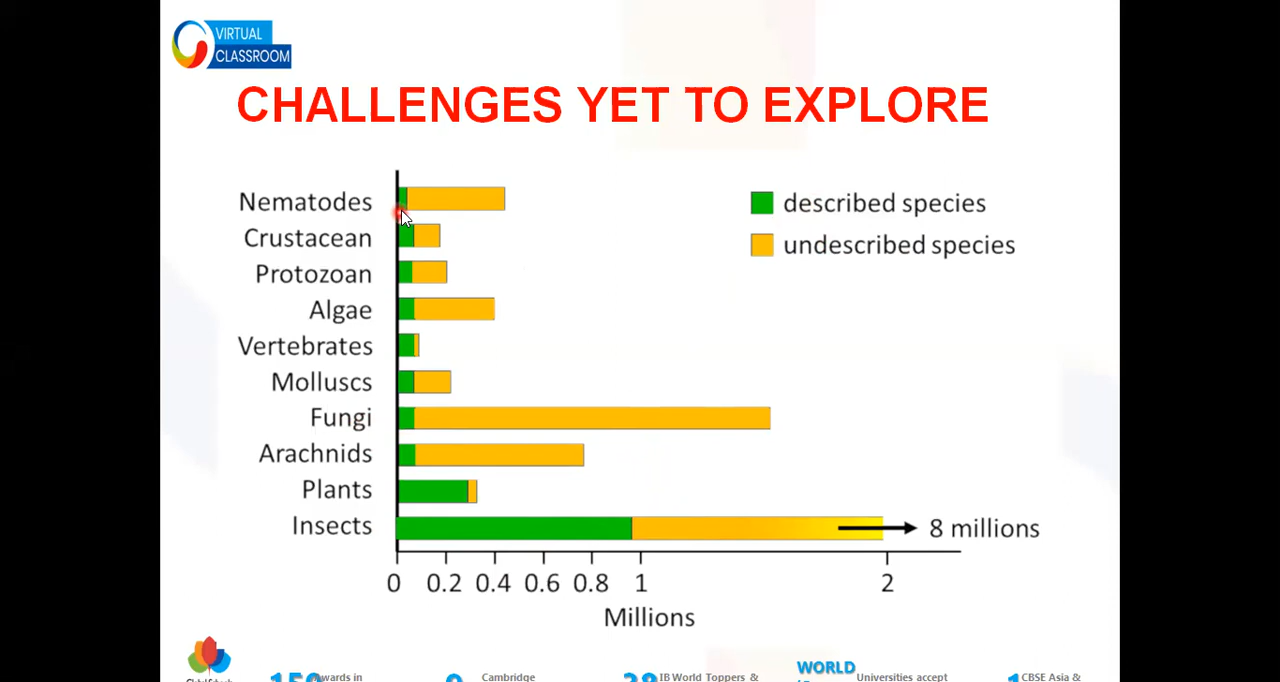 VIRTUAL
CLASSROOM
CHALLENGES YET TO EXPLORE
Nematodes
Crustacean
Protozoan
Algae
Vertebrates
Molluscs
Fungi
Arachnids
Plants
Insects
described species
undescribed species
8 millions
0 0.2 0.4 0.6 0.8 1 2
Millions
Awards in
Cambridge
IB World Toppers &
WORLD
Universities accept
CBSE Asia &